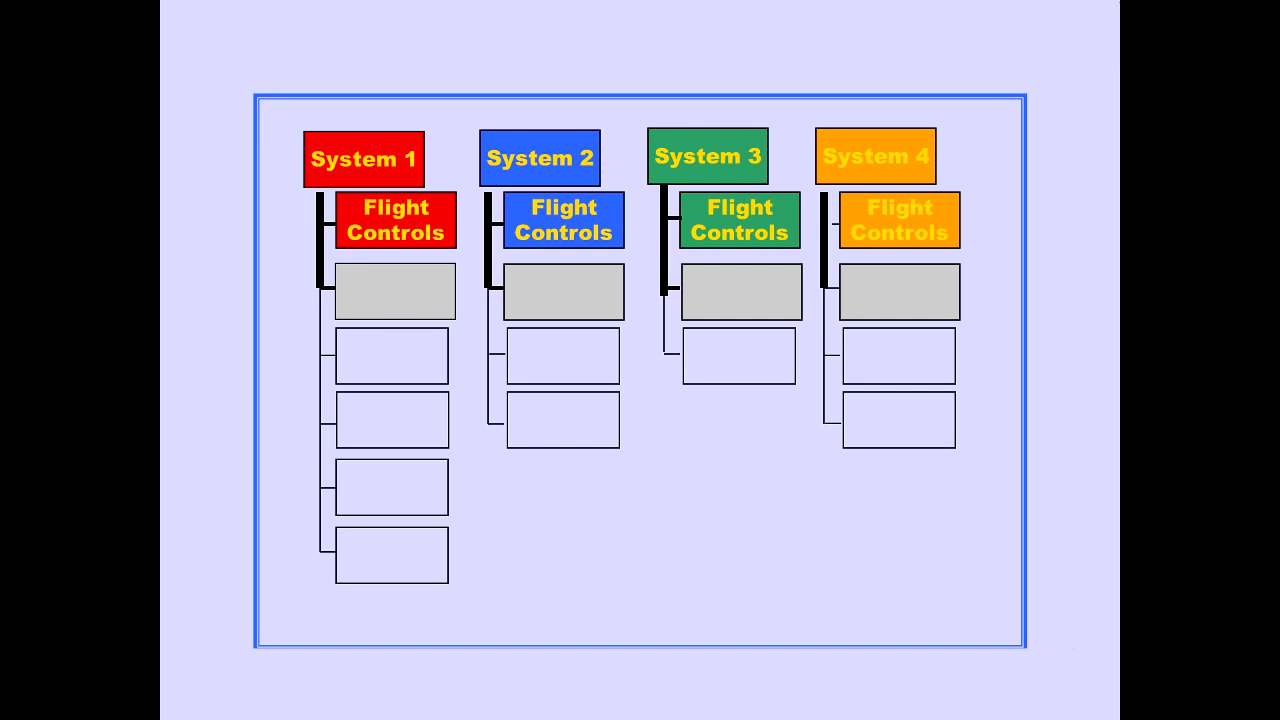 System 1
System 2
System 3
System 4
Flight
Controls
Flight
Controls
Flight
Controls
Flight
Controls